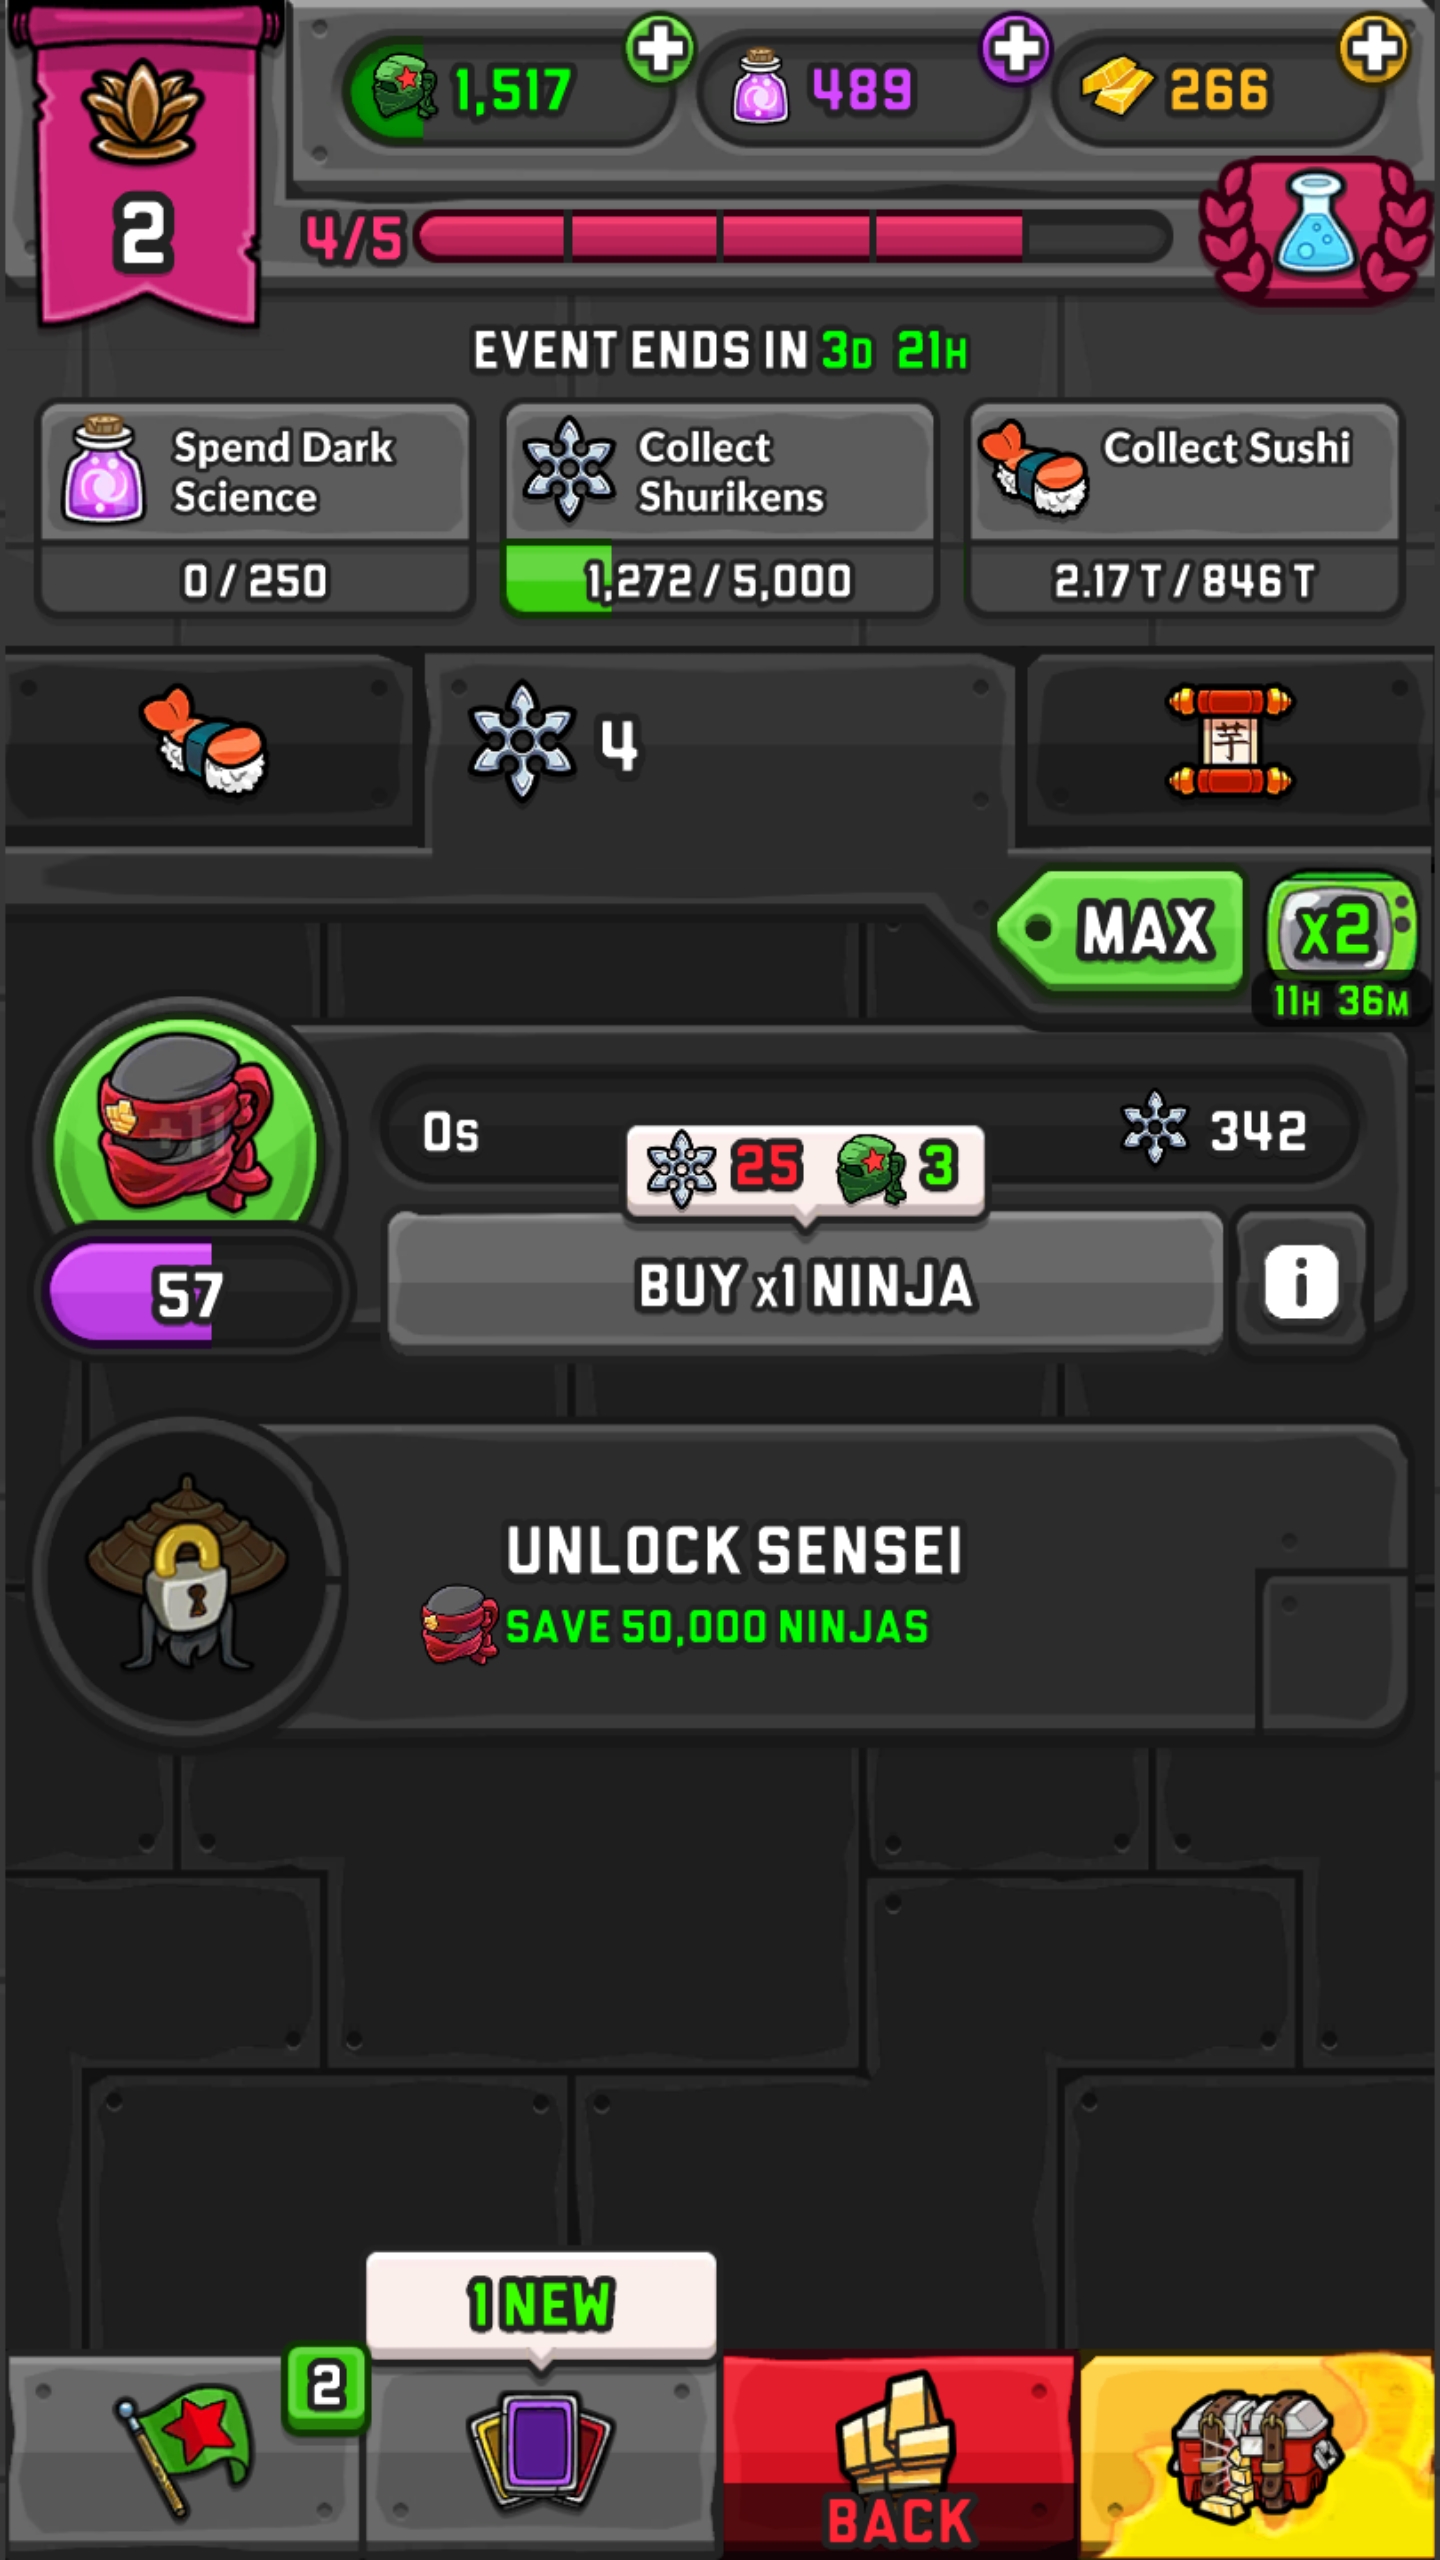 1,517
489
266
2
4/5
EVENT ENDS IN 3D 21H
Spend Dark
Science
0 / 250
Collect
Shurikens
1,272 / 5,000
Collect Sushi
2.17 T / 846 T
4
芋
MAX
x2
11H 36M
0s
342
25 3
57
BUY x1 NINJA
i
UNLOCK SENSEI
SAVE 50,000 NINJAS
1 NEW
2
BACK